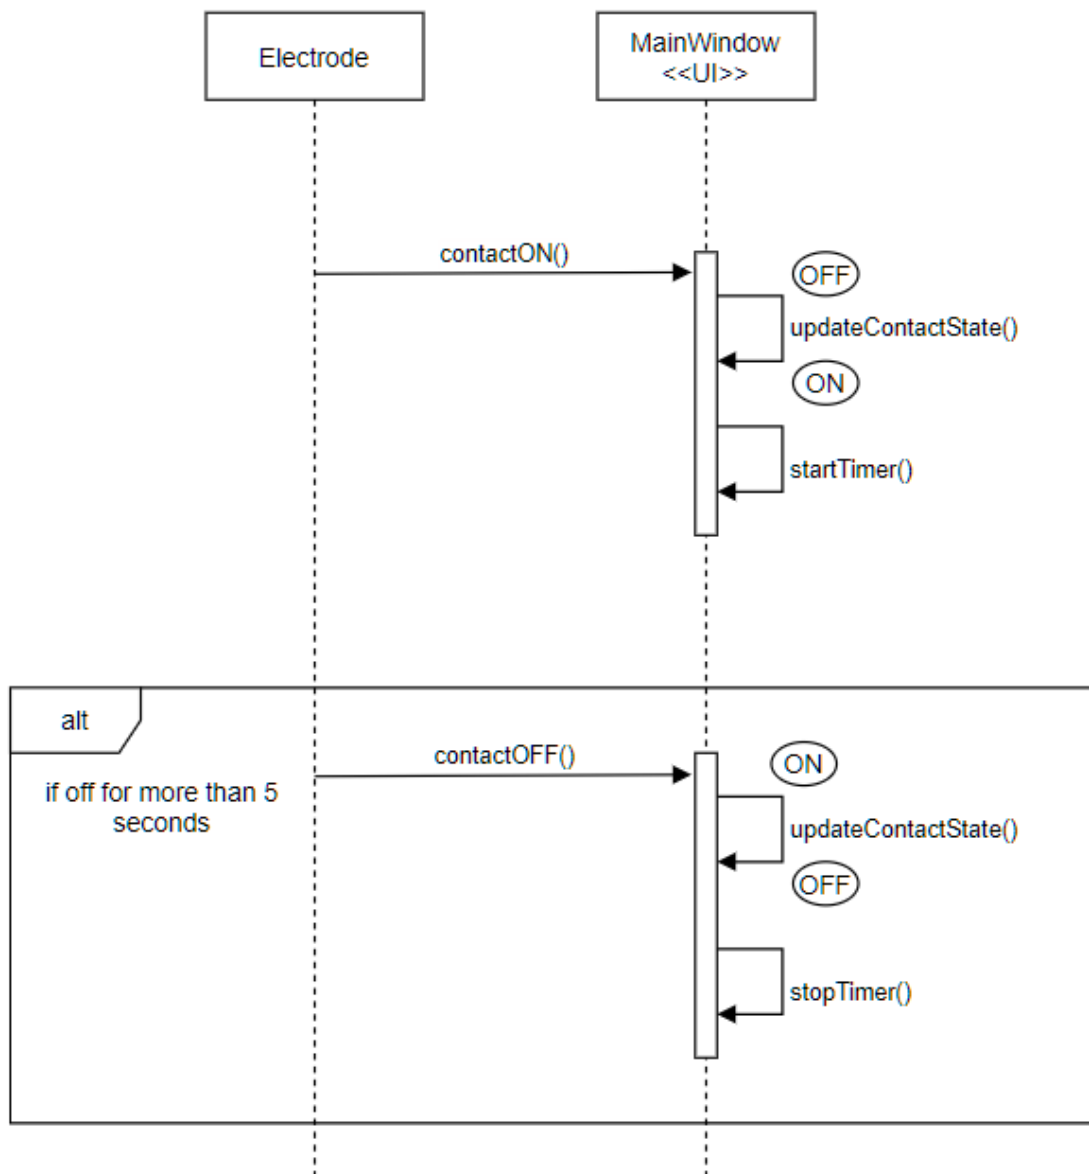 Electrode
MainWindow
<<UI>>
contactON()
OFF
updateContactState()
ON
startTimer()
alt
if off for more than 5
seconds
contactOFF()
ON
updateContactState()
OFF
stopTimer()